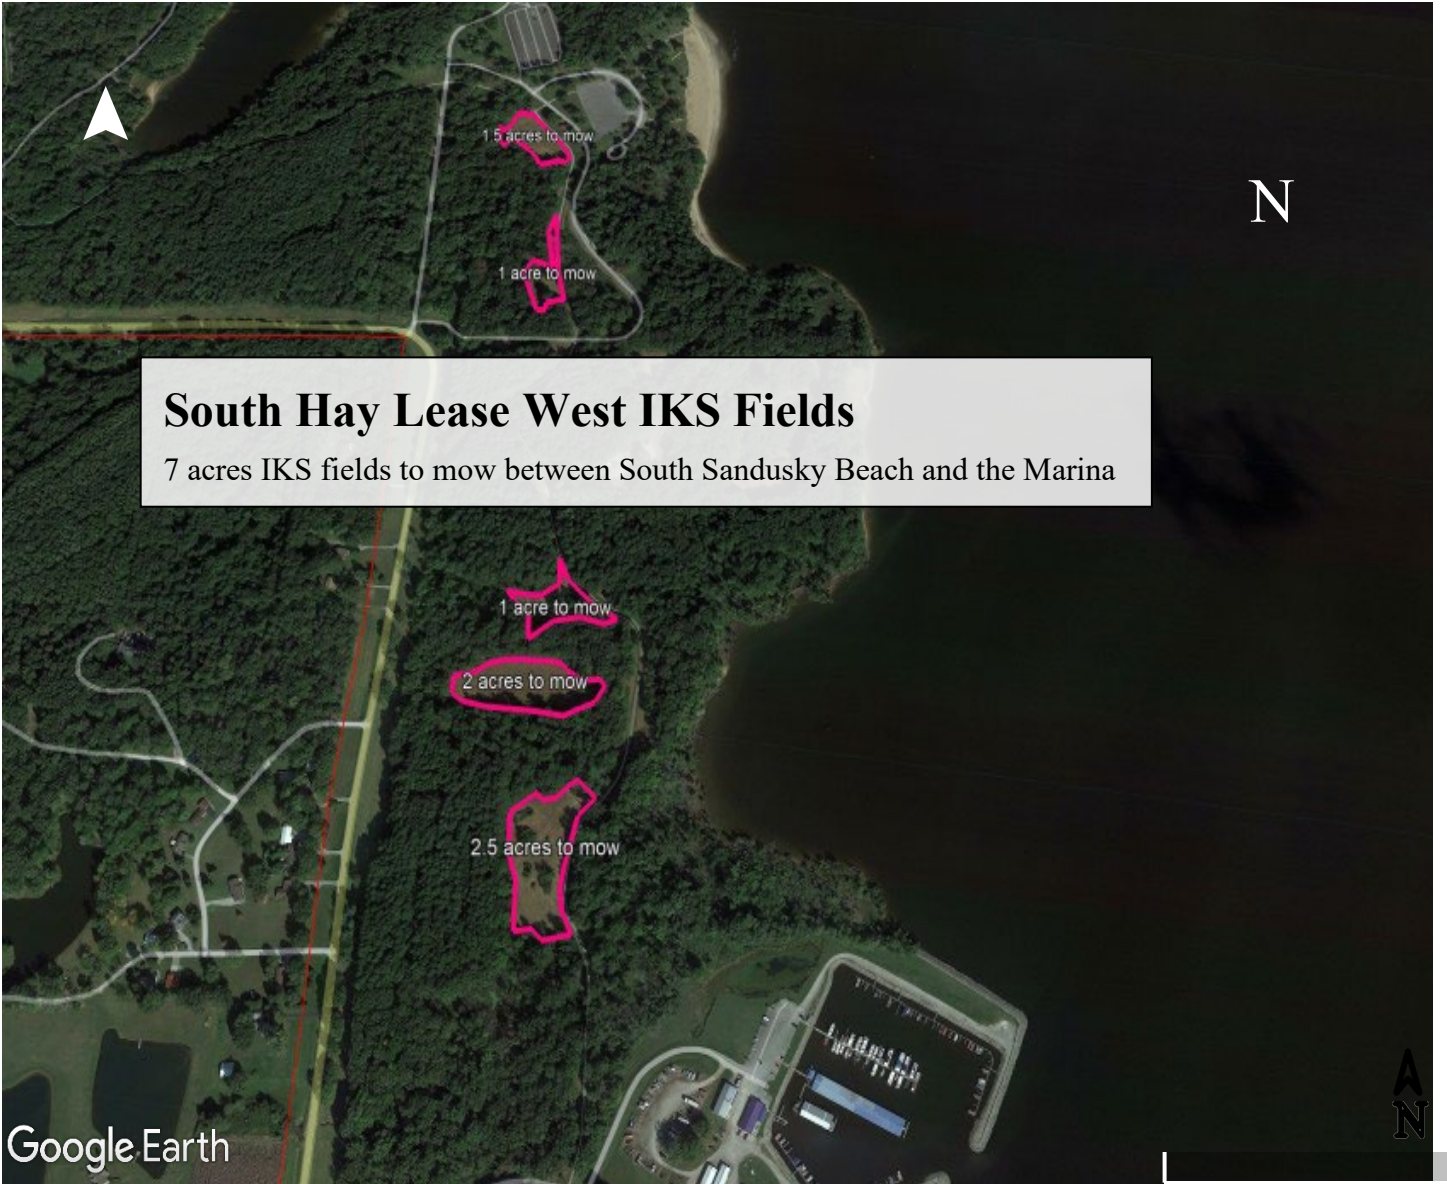 1.5 acres to mow
N
1 acre to mow
South Hay Lease West IKS Fields
7 acres IKS fields to mow between South Sandusky Beach and the Marina
1 acre to mow
2 acres to mow
2.5 acres to mow
N
Google Earth